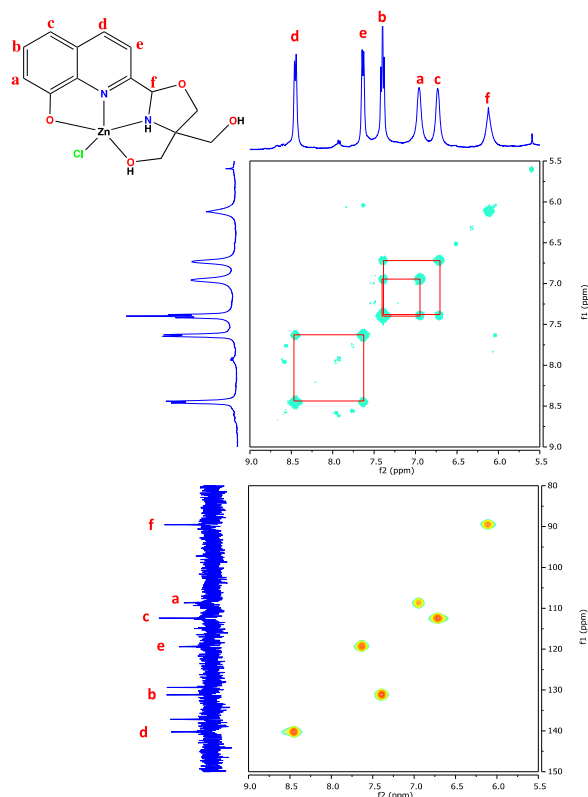 c d
b e
a
f
N O
O N
H
Zn OH
Cl O
H
d e b a c f
5.5
6.0
6.5
7.0
7.5
8.0
8.5
9.0
f1 (ppm)
9.0 8.5 8.0 7.5 7.0 6.5 6.0 5.5
f2 (ppm)
f
a
c
e
b
d
80
90
100
110
120
130
140
150
f1 (ppm)
9.0 8.5 8.0 7.5 7.0 6.5 6.0 5.5
f2 (ppm)